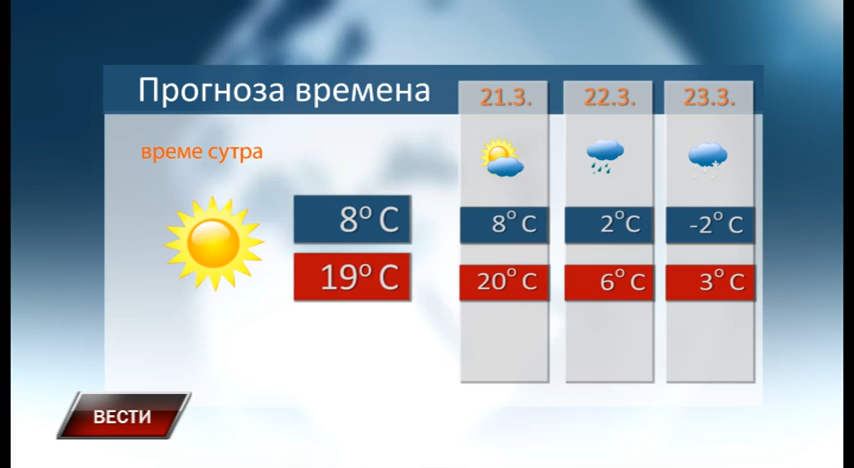 Прогноза времена
21.3.
22.3.
23.3.
време сутра
8° C
19° C
8° C
2°C
-2° C
20° C
6° C
3° C
ВЕСТИ